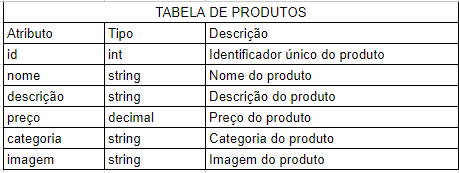 TABELA DE PRODUTOS
Atributo Tipo Descrição
id int Identificador único do produto
nome string Nome do produto
descrição string Descrição do produto
preço decimal Preço do produto
categoria string Categoria do produto
imagem string Imagem do produto